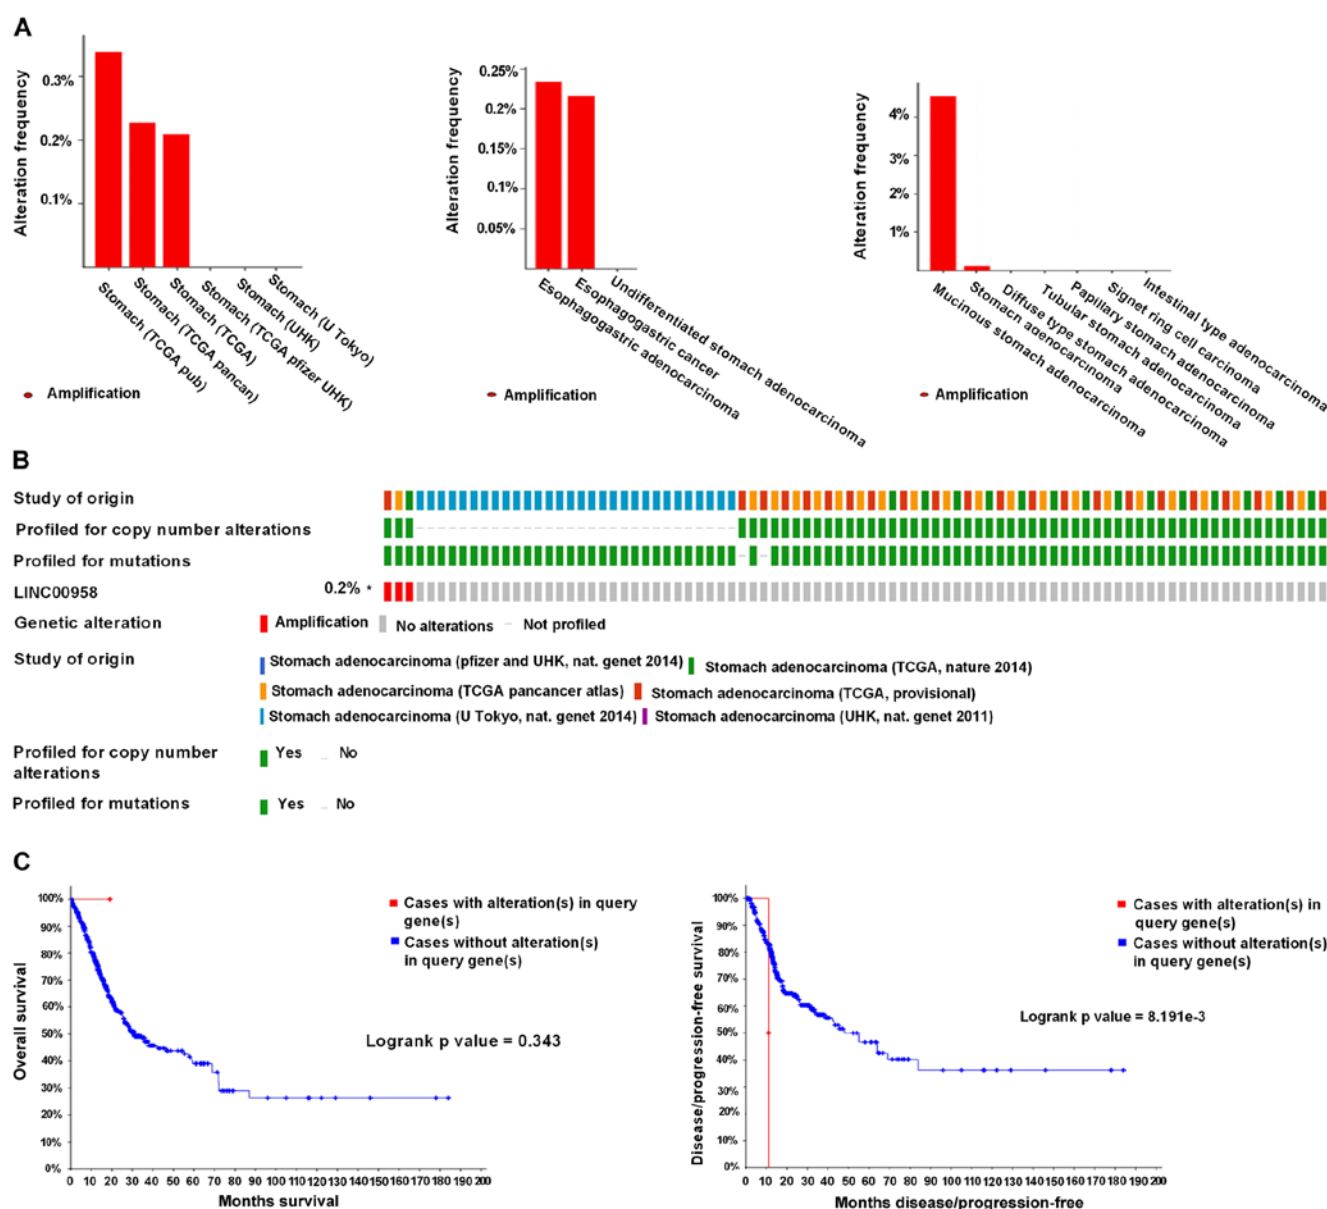 A
Alteration frequency
0.3%
0.2%
0.1%
Stomach (TCGA pub)
Stomach (TCGA pancan)
Stomach (TCGA)
Stomach (TCGA pfizer UHK)
Stomach (UHK)
Stomach (U Tokyo)
Amplification
Alteration frequency
0.25%
0.2%
0.15%
0.1%
0.05%
Esophagogastric adenocarcinoma
Esophagogastric cancer
Undifferentiated stomach adenocarcinoma
Amplification
Alteration frequency
4%
3%
2%
1%
Mucinous stomach adenocarcinoma
Stomacn adenocarcinoma
Diffuse type stomach adenocarcinoma
Tubular stomach adenocarcinoma
Papillary stomach adenocarcinoma
Signet ring cell carcinoma
Intestinal type adenocarcinoma
Amplification
B
Study of origin
Profiled for copy number alterations
Profiled for mutations
LINC00958 0.2% *
Genetic alteration Amplification No alterations Not profiled
Study of origin Stomach adenocarcinoma (pfizer and UHK, nat. genet 2014) Stomach adenocarcinoma (TCGA, nature 2014)
Stomach adenocarcinoma (TCGA pancancer atlas) Stomach adenocarcinoma (TCGA, provisional)
Stomach adenocarcinoma (U Tokyo, nat. genet 2014) Stomach adenocarcinoma (UHK, nat. genet 2011)
Profiled for copy number
alterations
Yes No
Profiled for mutations Yes No
C
Overall survival
100%
90%
80%
70%
60%
50%
40%
30%
20%
10%
0%
0 10 20 30 40 50 60 70 80 90 100 110 120 130 140 150 160 170 180 190 200
Months survival
Cases with alteration(s) in query
gene(s)
Cases without alteration(s)
in query gene(s)
Logrank p value = 0.343
Disease/progression-free survival
100%
90%
80%
70%
60%
50%
40%
30%
20%
10%
0%
0 10 20 30 40 50 60 70 80 90 100 110 120 130 140 150 160 170 180 190 200
Months disease/progression-free
Cases with alteration(s) in
query gene(s)
Cases without alteration(s)
in query gene(s)
Logrank p value = 8.191e-3